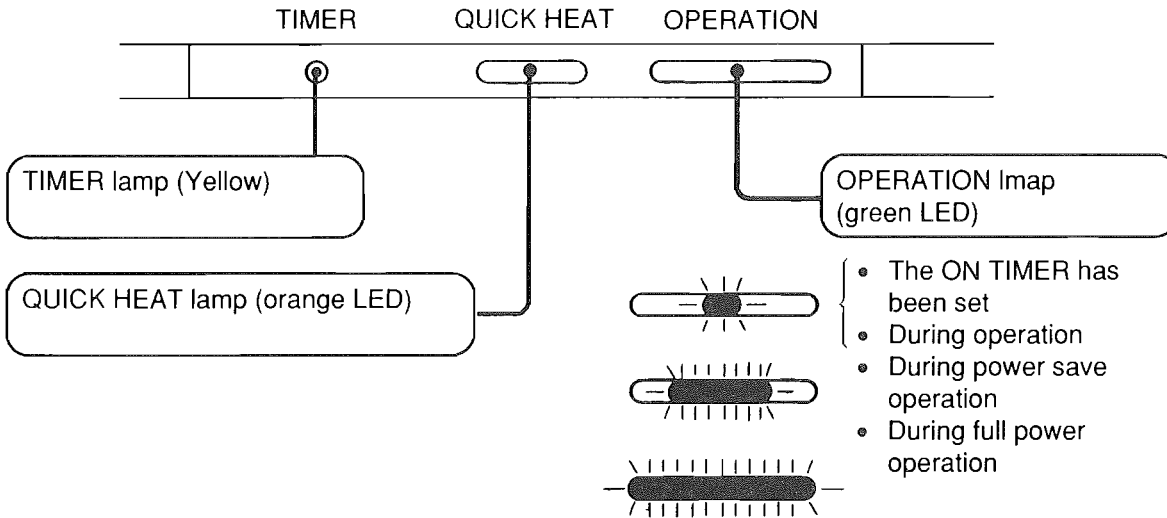 TIMER QUICK HEAT OPERATION
TIMER lamp (Yellow)
QUICK HEAT lamp (orange LED)
OPERATION lmap
(green LED)
• The ON TIMER has
been set
• During operation
• During power save
operation
• During full power
operation